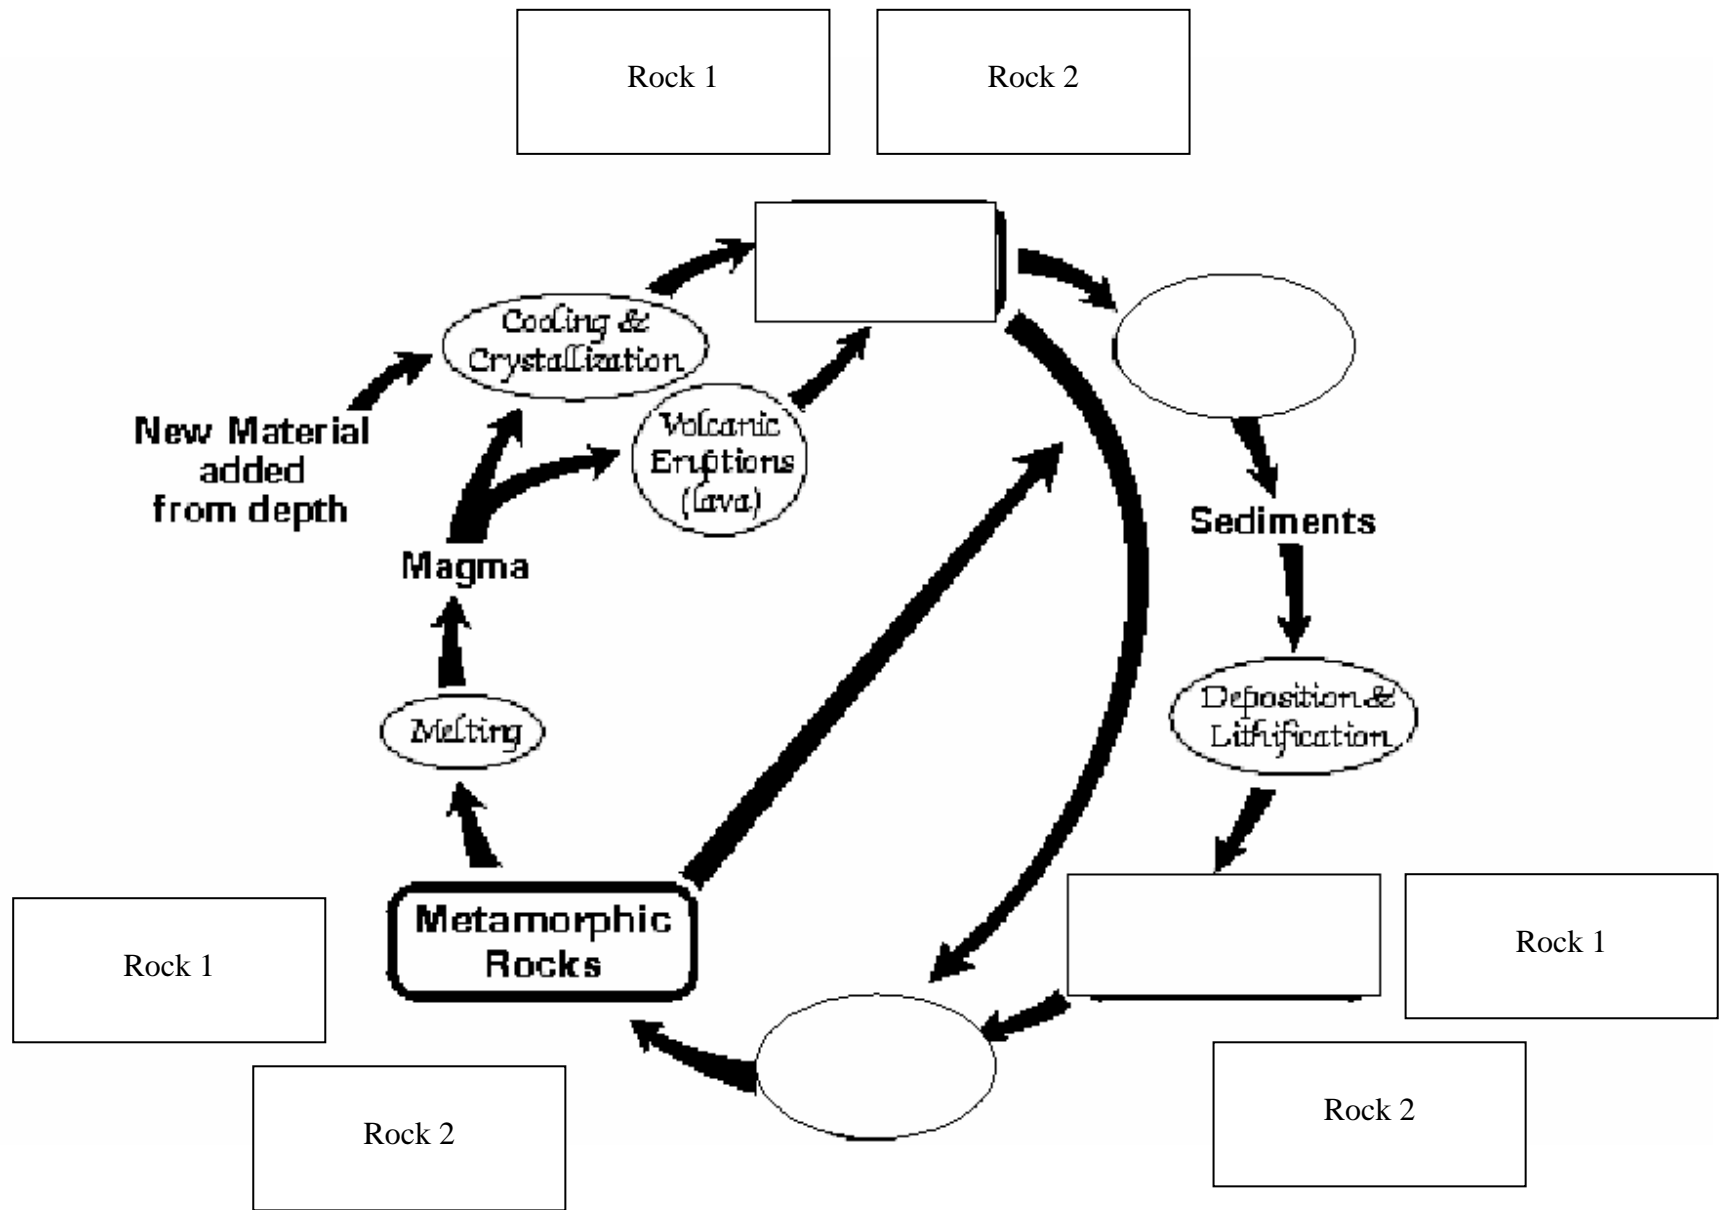 Rock 1
Rock 2
Cooling &
Crystallization
Volcanic
Eruptions
(lava)
New Material
added
from depth
Sediments
Magma
Melting
Deposition &
Lithification
Metamorphic
Rocks
Rock 1
Rock 1
Rock 2
Rock 2